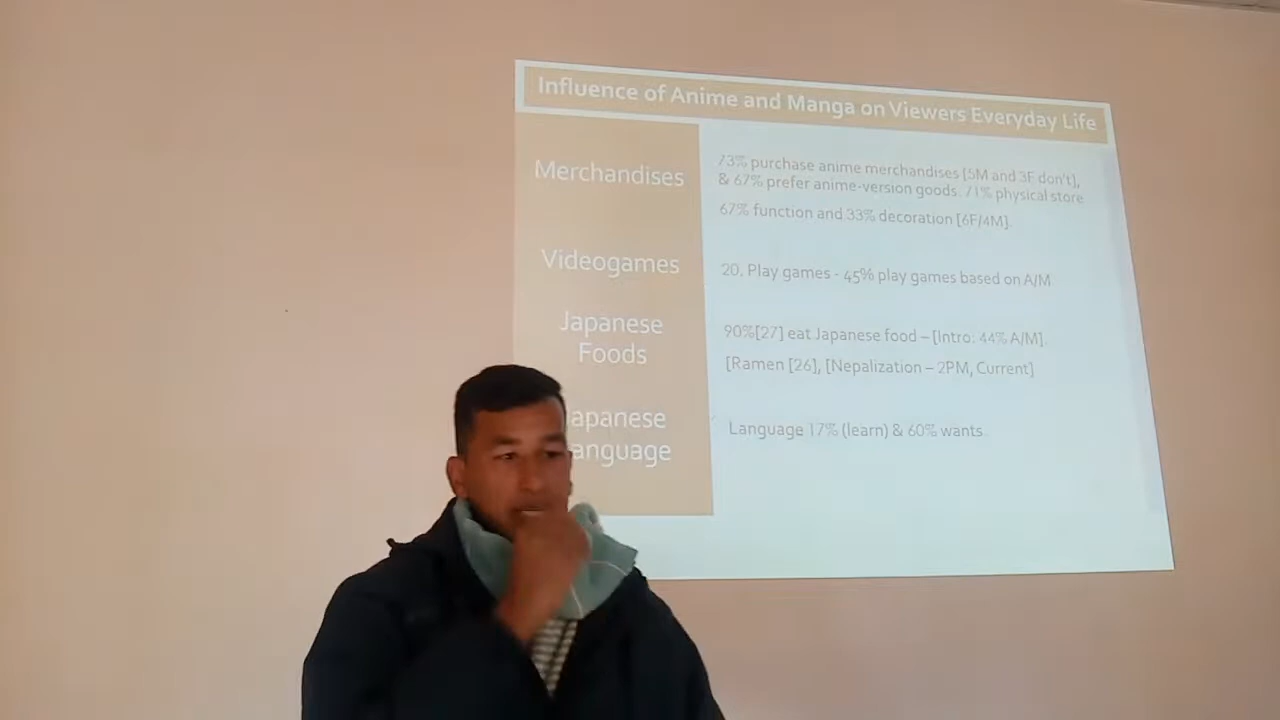 Influence of Anime and Manga on Viewers Everyday Life
Merchandises
73% purchase anime merchandises [5M and 3F don't],
& 67% prefer anime-version goods. 71% physical store
67% function and 33% decoration [6F/4M].
Videogames
20. Play games - 45% play games based on A/M
Japanese
Foods
90%[27] eat Japanese food – [Intro: 44% A/M].
[Ramen [26], [Nepalization – 2PM, Current]
apanese
anguage
Language 17% (learn) & 60% wants.